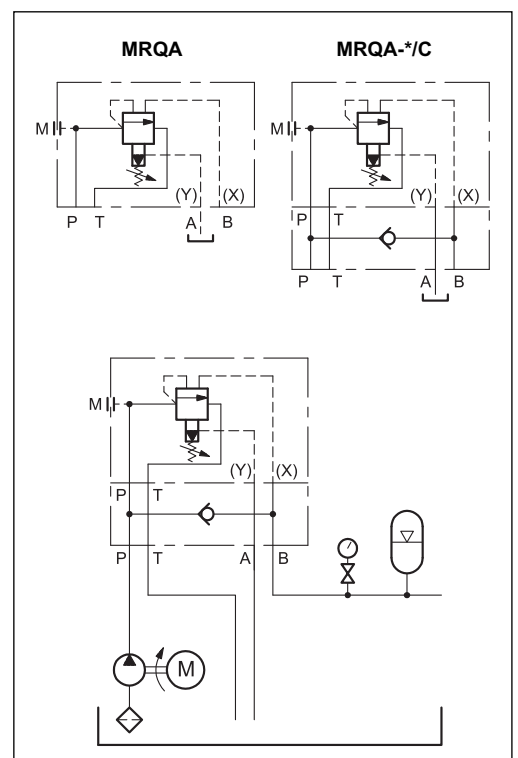 MRQA MRQA-*/C
M M
(Y) (X) (Y) (X)
P T A B P T
P T A B
M
(Y) (X)
P T
P T A B
M